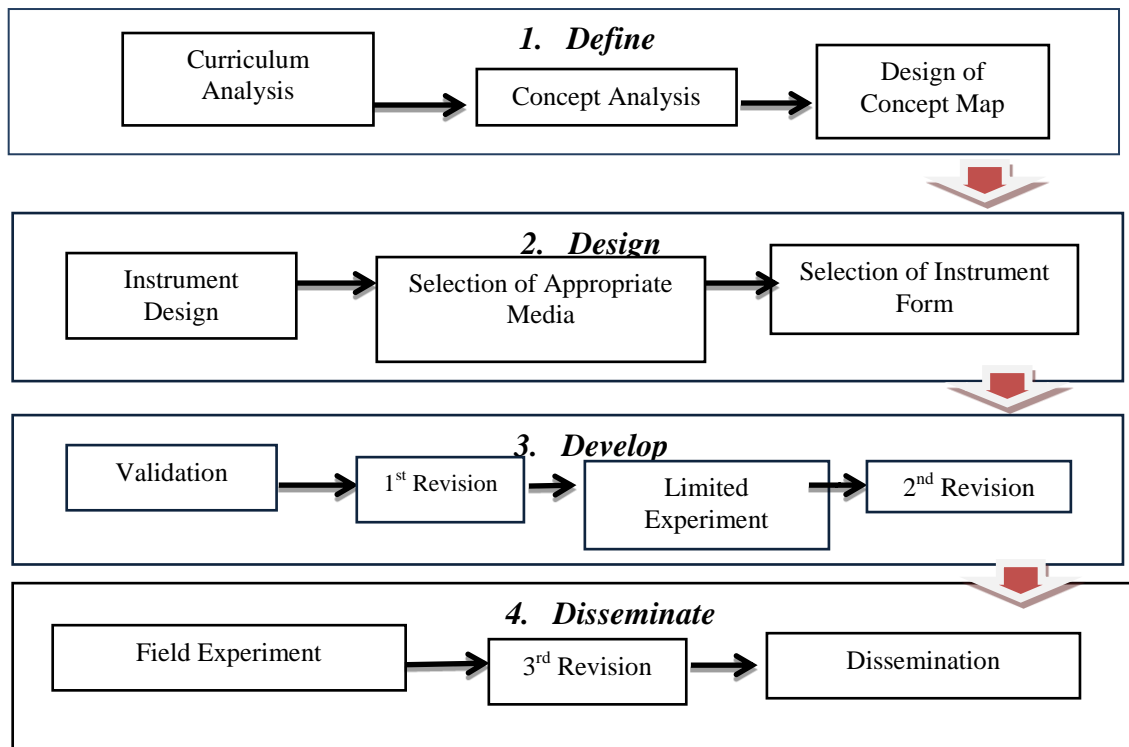 1. Define
Curriculum
Analysis
Concept Analysis
Design of
Concept Map
2. Design
Instrument
Design
Selection of Appropriate
Media
Selection of Instrument
Form
3. Develop
Validation
1st Revision
Limited
Experiment
2nd Revision
4. Disseminate
Field Experiment
3rd Revision
Dissemination